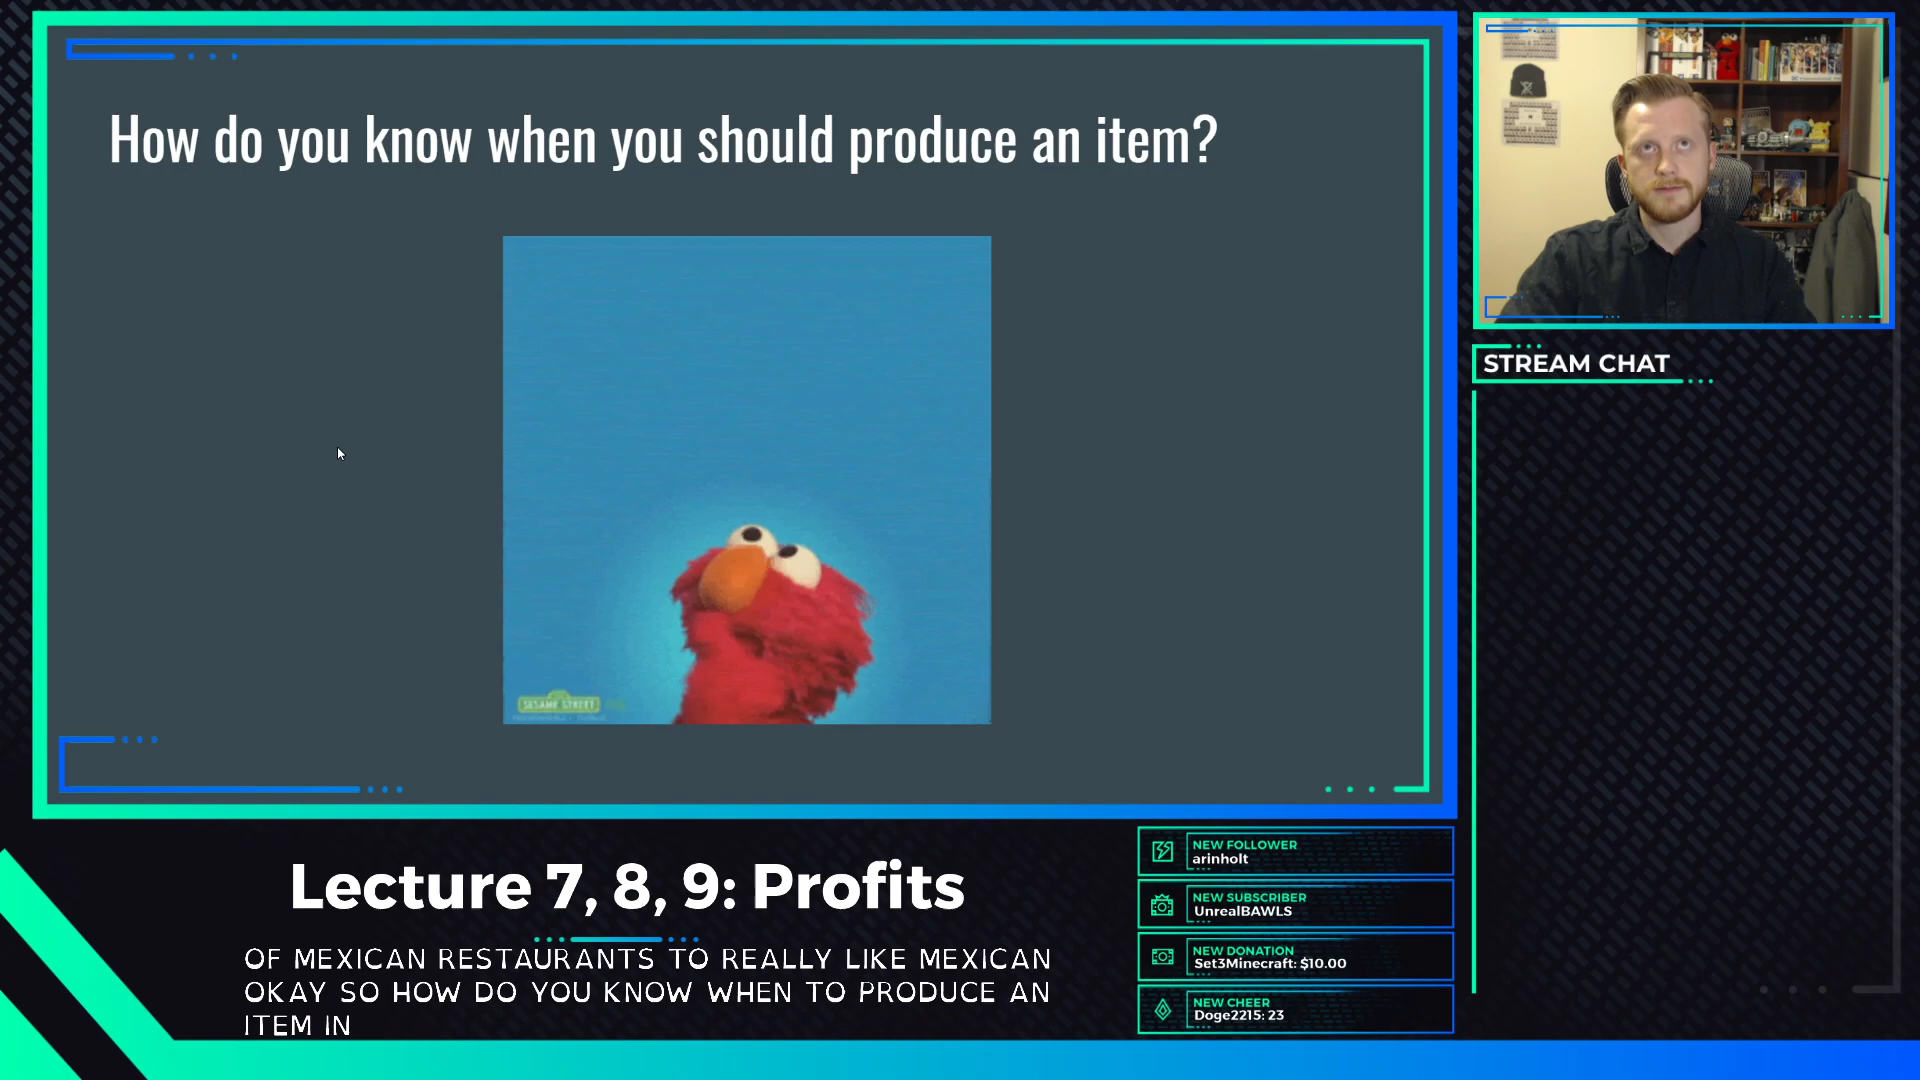 How do you know when you should produce an item?
SESAME STREET
STREAM CHAT
Lecture 7, 8, 9: Profits
OF MEXICAN RESTAURANTS TO REALLY LIKE MEXICAN
OKAY SO HOW DO YOU KNOW WHEN TO PRODUCE AN
ITEM IN
NEW FOLLOWER
arinholt
NEW SUBSCRIBER
UnrealBAWLS
NEW DONATION
Set3Minecraft: $10.00
NEW CHEER
Doge2215: 23